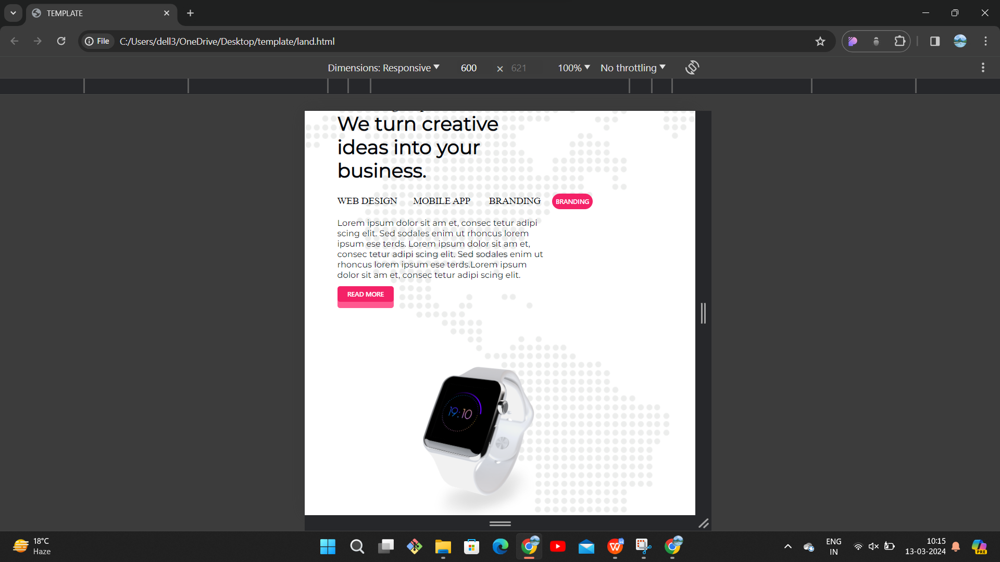 TEMPLATE
File
C:/Users/dell3/OneDrive/Desktop/template/land.html
Dimensions: Responsive 600 × 621 100% No throttling
We turn creative
ideas into your
business.
WEB DESIGN MOBILE APP BRANDING BRANDING
Lorem ipsum dolor sit am et, consec tetur adipi
scing elit. Sed sodales enim ut rhoncus lorem
ipsum ese terds. Lorem ipsum dolor sit am et,
consec tetur adipi scing elit. Sed sodales enim ut
rhoncus lorem ipsum ese terds.Lorem ipsum
dolor sit am et, consec tetur adipi scing elit.
READ MORE
19:10
18°C
Haze
W
ENG
IN
10:15
13-03-2024
PRE